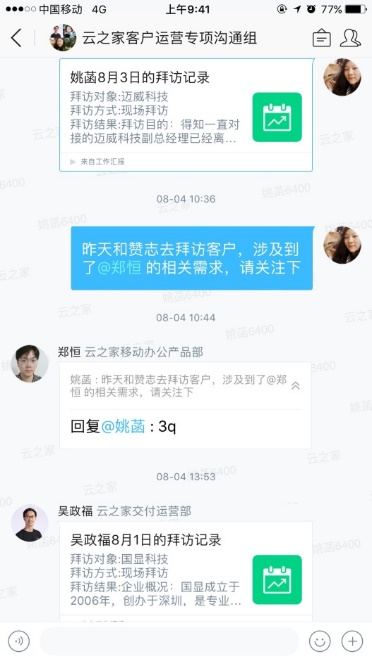 中国移动 4G 上午9:41 77%
云之家客户运营专项沟通组
姚菡8月3日的拜访记录
拜访对象:迈威科技
拜访方式:现场拜访
拜访结果:拜访目的：得知一直对
接的迈威科技副总经理已经离...
来自工作汇报
08-04 10:36
昨天和赞志去拜访客户，涉及到
了@郑恒 的相关需求，请关注下
08-04 10:44
郑恒 云之家移动办公产品部
姚菡 : 昨天和赞志去拜访客户，涉及到了@郑
恒 的相关需求，请关注下
回复@姚菡 : 3q
08-04 13:53
吴政福 云之家交付运营部
吴政福8月1日的拜访记录
拜访对象:国显科技
拜访方式:现场拜访
拜访结果:企业概况：国显成立于
2006年，创办于深圳，是专业...
云之家
姚菡6400